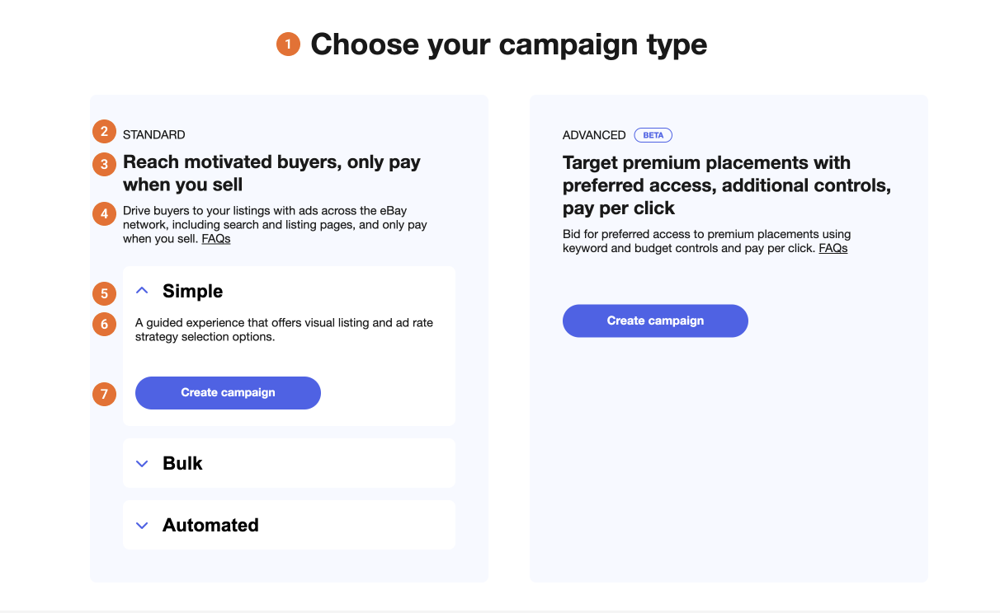 1 Choose your campaign type
2 STANDARD
3 Reach motivated buyers, only pay
when you sell
4 Drive buyers to your listings with ads across the eBay
network, including search and listing pages, and only pay
when you sell. FAQs
5 Simple
6 A guided experience that offers visual listing and ad rate
strategy selection options.
7 Create campaign
Bulk
Automated
ADVANCED BETA
Target premium placements with
preferred access, additional controls,
pay per click
Bid for preferred access to premium placements using
keyword and budget controls and pay per click. FAQs
Create campaign